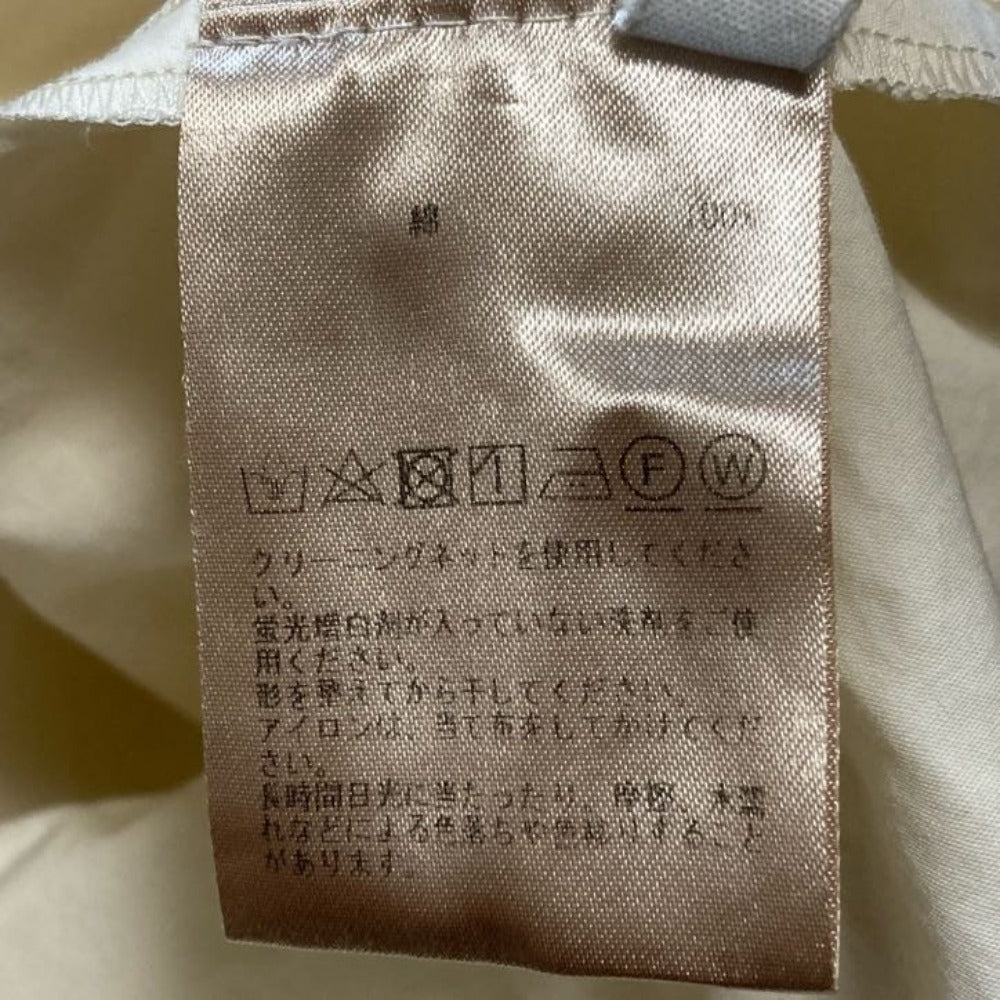 綿 100%
F W
クリーニングネットを使用してくださ
い。
蛍光増白剤が入っていない洗剤をご使
用ください。
形を整えてから干してください。
アイロンは、当て布をしてかけてくだ
さい。
長時間日光に当たったり、摩擦、水濡
れなどによる色落ちや色移りすること
があります。